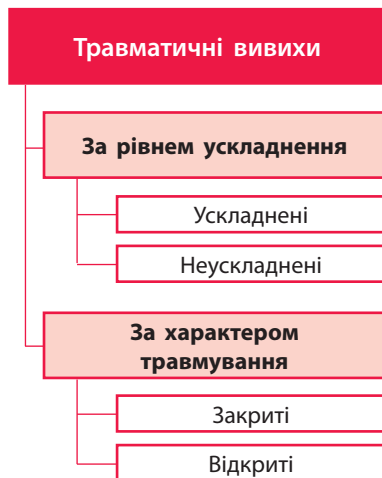 Травматичні вивихи
За рівнем ускладнення
Ускладнені
Неускладнені
За характером
травмування
Закриті
Відкриті